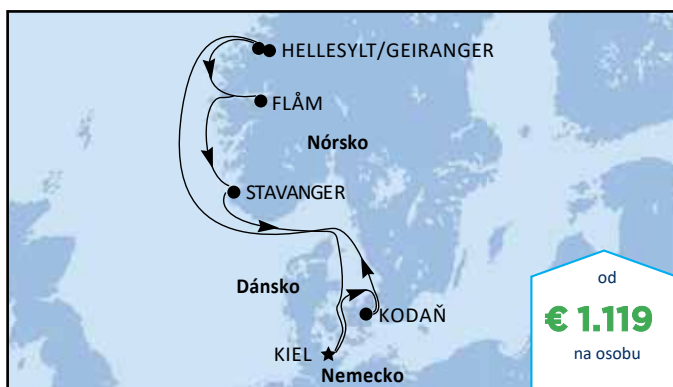 HELLESYLT/GEIRANGER
FLÅM
Nórsko
STAVANGER
Dánsko
KODAŇ
KIEL
Nemecko
od
€ 1.119
na osobu